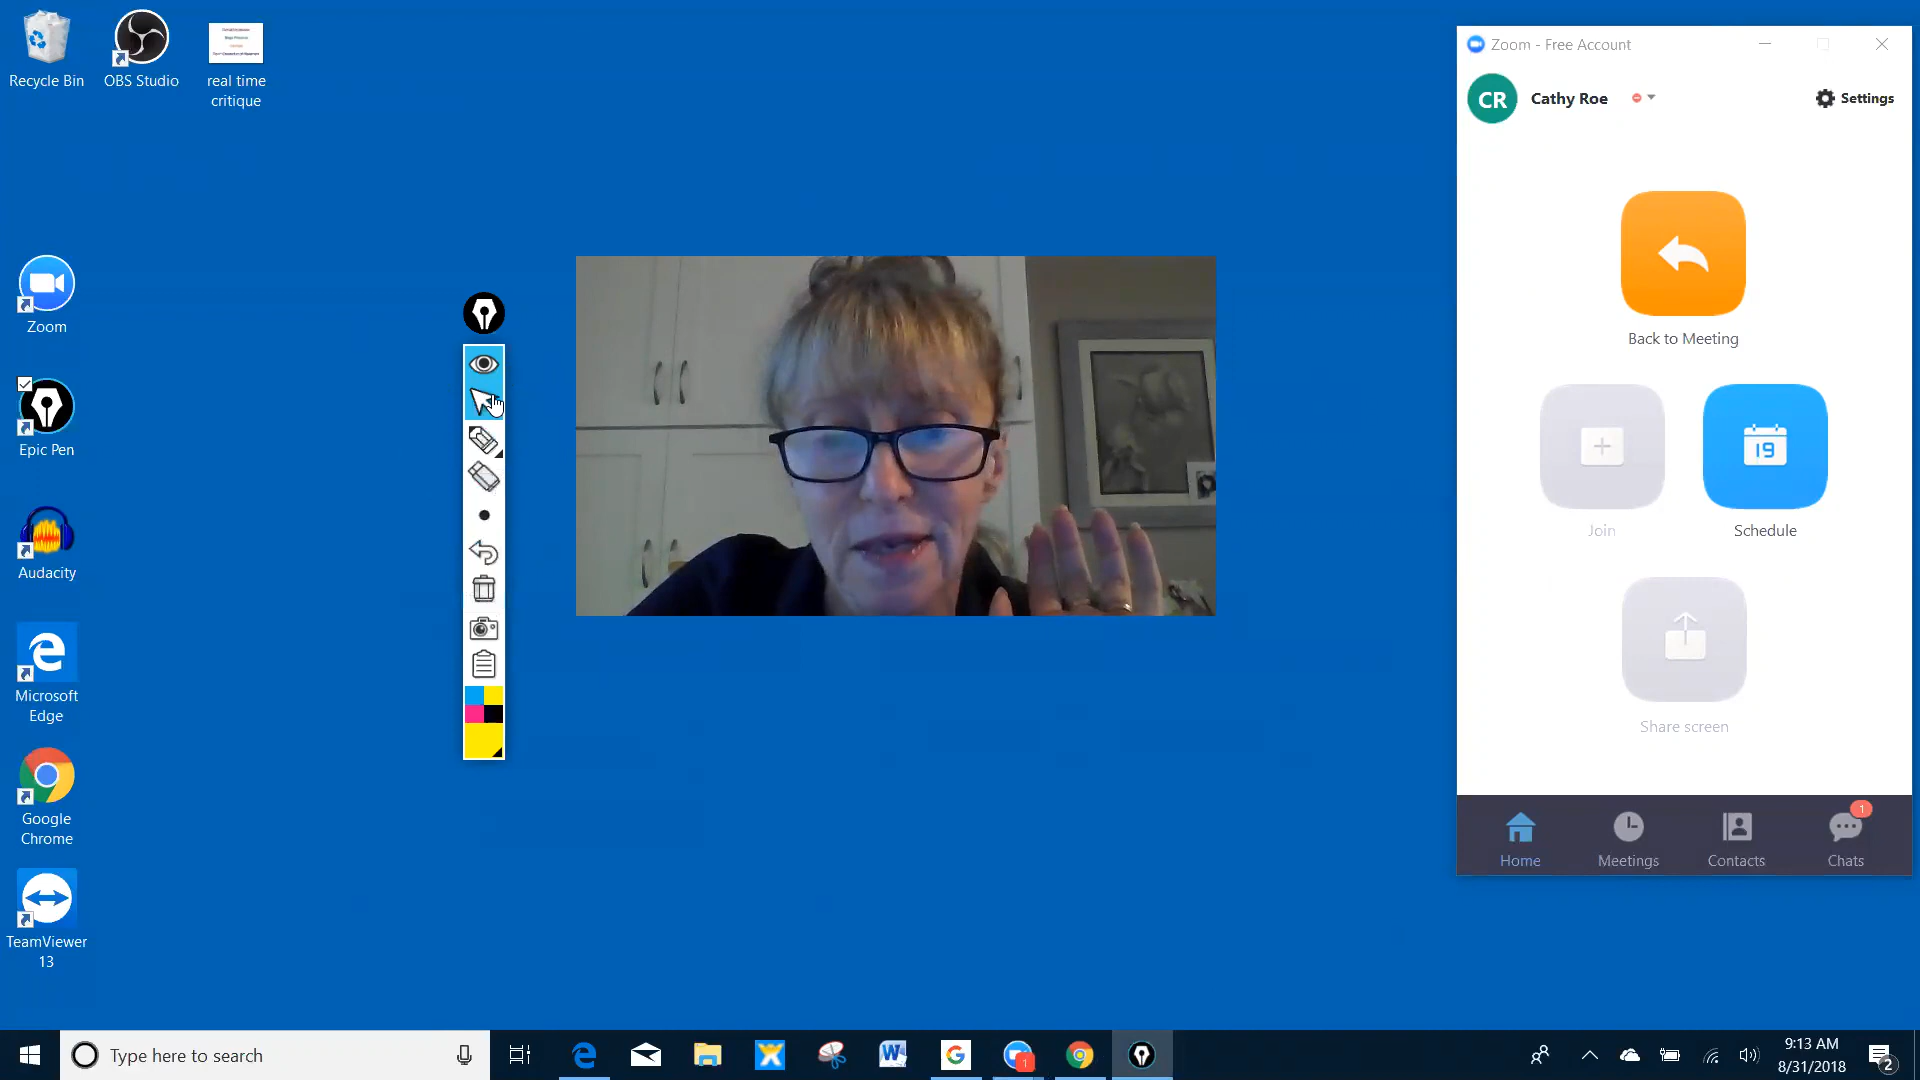 Recycle Bin
OBS Studio
real time
critique
Zoom
Epic Pen
Audacity
Microsoft
Edge
Google
Chrome
TeamViewer
13
Zoom - Free Account
CR
Cathy Roe
Settings
Back to Meeting
19
Join
Schedule
Share screen
1
Home
Meetings
Contacts
Chats
Type here to search
1
9:13 AM
8/31/2018
2